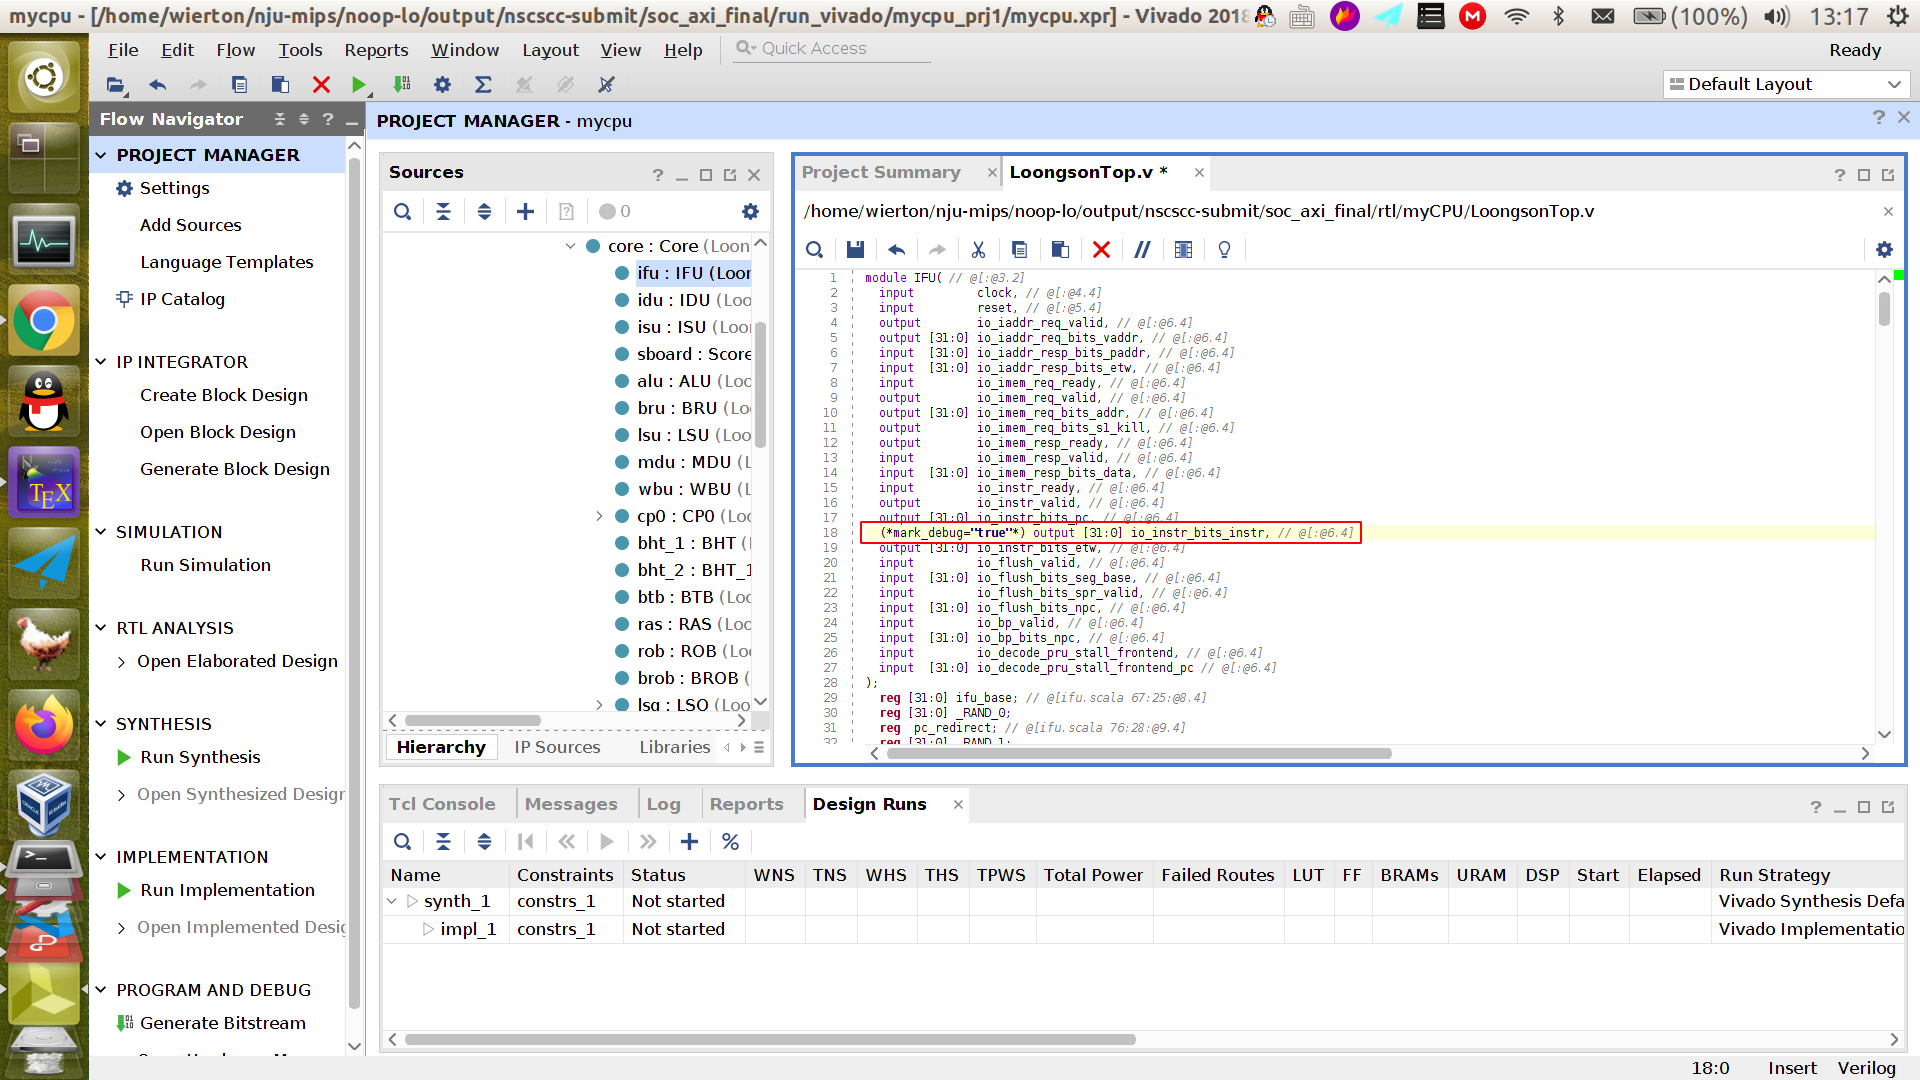 mycpu - [/home/wierton/nju-mips/noop-lo/output/nscscc-submit/soc_axi_final/run_vivado/mycpu_prj1/mycpu.xpr] - Vivado 2018
(100%) 13:17
File Edit Flow Tools Reports Window Layout View Help Quick Access Ready
Default Layout
Flow Navigator
PROJECT MANAGER - mycpu
PROJECT MANAGER
Settings
Add Sources
Language Templates
IP Catalog
IP INTEGRATOR
Create Block Design
Open Block Design
Generate Block Design
SIMULATION
Run Simulation
RTL ANALYSIS
Open Elaborated Design
SYNTHESIS
Run Synthesis
Open Synthesized Design
IMPLEMENTATION
Run Implementation
Open Implemented Desig
PROGRAM AND DEBUG
Generate Bitstream
Sources
0
core : Core (Loon
ifu : IFU (Loon
idu : IDU (Loo
isu : ISU (Loo
sboard : Score
alu : ALU (Loo
bru : BRU (Lo
lsu : LSU (Loo
mdu : MDU (L
wbu : WBU (L
cp0 : CP0 (Lo
bht_1 : BHT (
bht_2 : BHT_1
btb : BTB (Loo
ras : RAS (Loo
rob : ROB (Lo
brob : BROB (
lsq : LSQ (Loo
Hierarchy IP Sources Libraries
Project Summary LoongsonTop.v *
/home/wierton/nju-mips/noop-lo/output/nscscc-submit/soc_axi_final/rtl/myCPU/LoongsonTop.v
1 module IFU( // @[:@3.2]
2 input clock, // @[:@4.4]
3 input reset, // @[:@5.4]
4 output io_iaddr_req_valid, // @[:@6.4]
5 output [31:0] io_iaddr_req_bits_vaddr, // @[:@6.4]
6 input [31:0] io_iaddr_resp_bits_paddr, // @[:@6.4]
7 input [31:0] io_iaddr_resp_bits_etw, // @[:@6.4]
8 input io_imem_req_ready, // @[:@6.4]
9 output io_imem_req_valid, // @[:@6.4]
10 output [31:0] io_imem_req_bits_addr, // @[:@6.4]
11 output io_imem_req_bits_s1_kill, // @[:@6.4]
12 output io_imem_resp_ready, // @[:@6.4]
13 input io_imem_resp_valid, // @[:@6.4]
14 input [31:0] io_imem_resp_bits_data, // @[:@6.4]
15 input io_instr_ready, // @[:@6.4]
16 output io_instr_valid, // @[:@6.4]
17 output [31:0] io_instr_bits_pc, // @[:@6.4]
18 (*mark_debug="true"*) output [31:0] io_instr_bits_instr, // @[:@6.4]
19 output [31:0] io_instr_bits_etw, // @[:@6.4]
20 input io_flush_valid, // @[:@6.4]
21 input [31:0] io_flush_bits_seg_base, // @[:@6.4]
22 input io_flush_bits_spr_valid, // @[:@6.4]
23 input [31:0] io_flush_bits_npc, // @[:@6.4]
24 input io_bp_valid, // @[:@6.4]
25 input [31:0] io_bp_bits_npc, // @[:@6.4]
26 input io_decode_pru_stall_frontend, // @[:@6.4]
27 input [31:0] io_decode_pru_stall_frontend_pc // @[:@6.4]
28 );
29 reg [31:0] ifu_base; // @[ifu.scala 67:25:@8.4]
30 reg [31:0] _RAND_0;
31 reg pc_redirect; // @[ifu.scala 76:28:@9.4]
32 reg [31:0] _RAND_1;
Tcl Console Messages Log Reports Design Runs
Name Constraints Status WNS TNS WHS THS TPWS Total Power Failed Routes LUT FF BRAMs URAM DSP Start Elapsed Run Strategy
synth_1 constrs_1 Not started Vivado Synthesis Defa
impl_1 constrs_1 Not started Vivado Implementatio
18:0 Insert Verilog